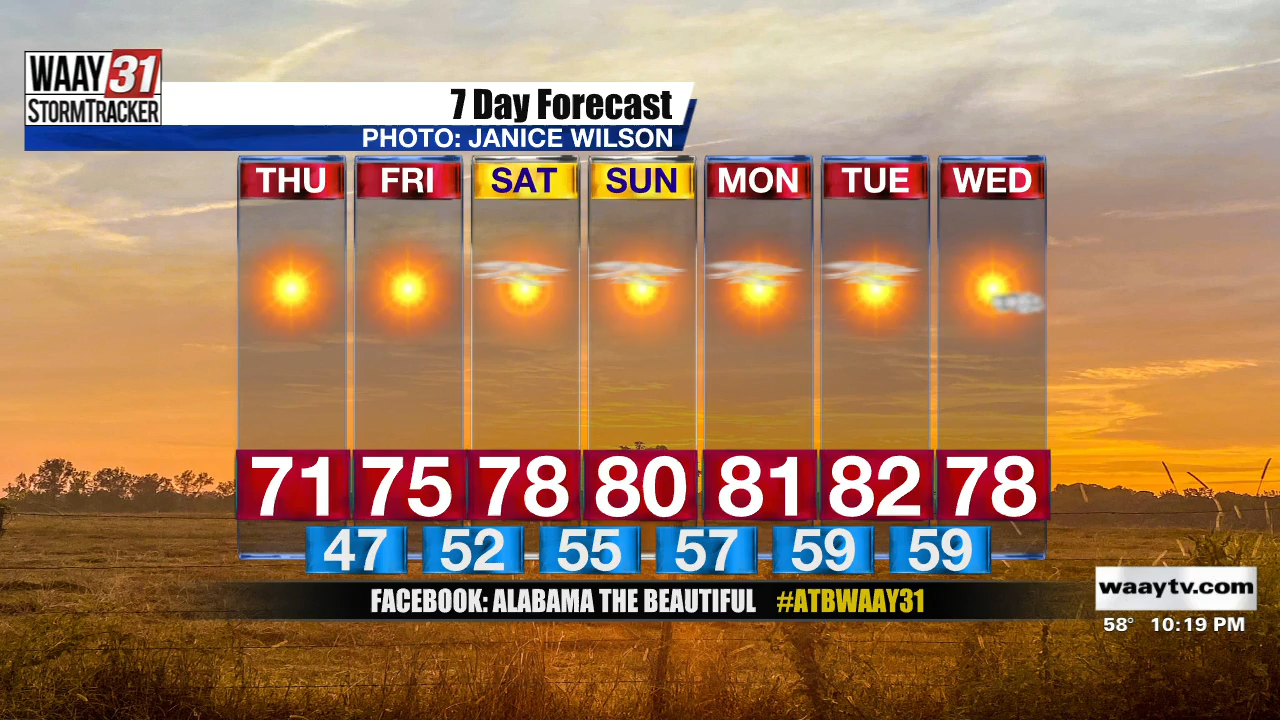 WAAY 31
STORMTRACKER
7 Day Forecast
PHOTO: JANICE WILSON
THU FRI SAT SUN MON TUE WED
71 75 78 80 81 82 78
47 52 55 57 59 59
FACEBOOK: ALABAMA THE BEAUTIFUL #ATBWAAY31
waaytv.com
58° 10:19 PM